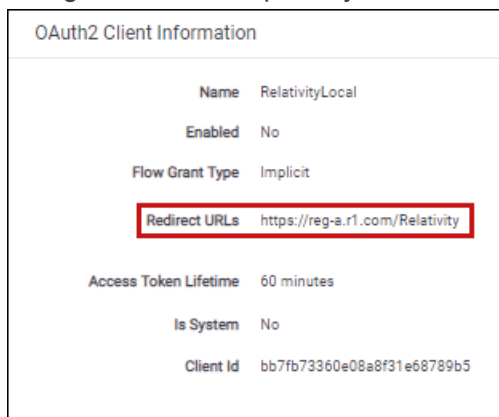 OAuth2 Client Information
Name RelativityLocal
Enabled No
Flow Grant Type Implicit
Redirect URLs https://reg-a.r1.com/Relativity
Access Token Lifetime 60 minutes
Is System No
Client Id bb7fb73360e08a8f31e68789b5